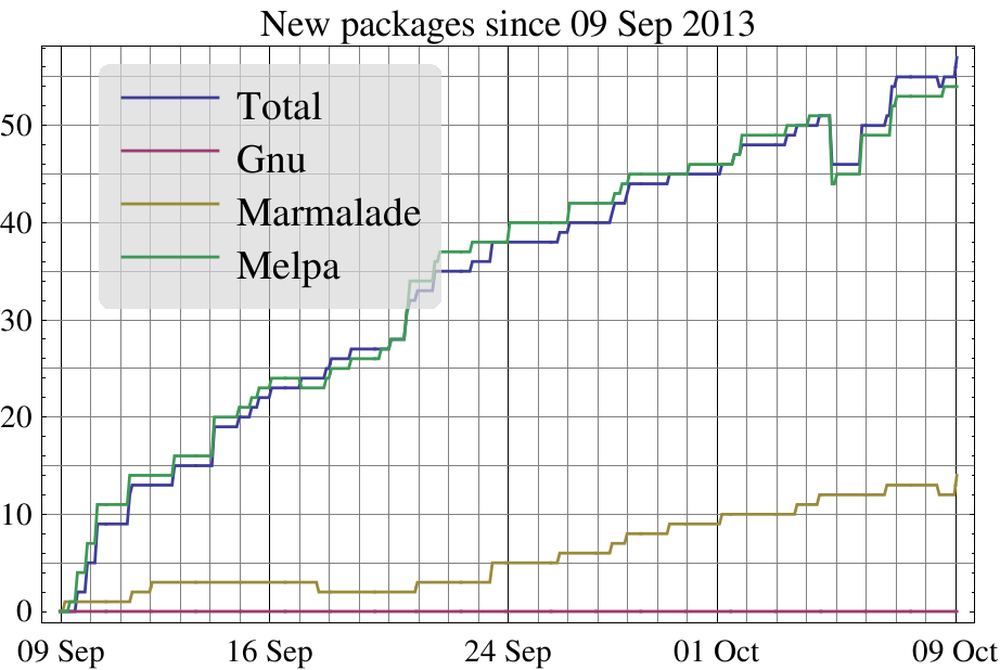 New packages since 09 Sep 2013
Total
Gnu
Marmalade
Melpa
50
40
30
20
10
0
09 Sep 16 Sep 24 Sep 01 Oct 09 Oct